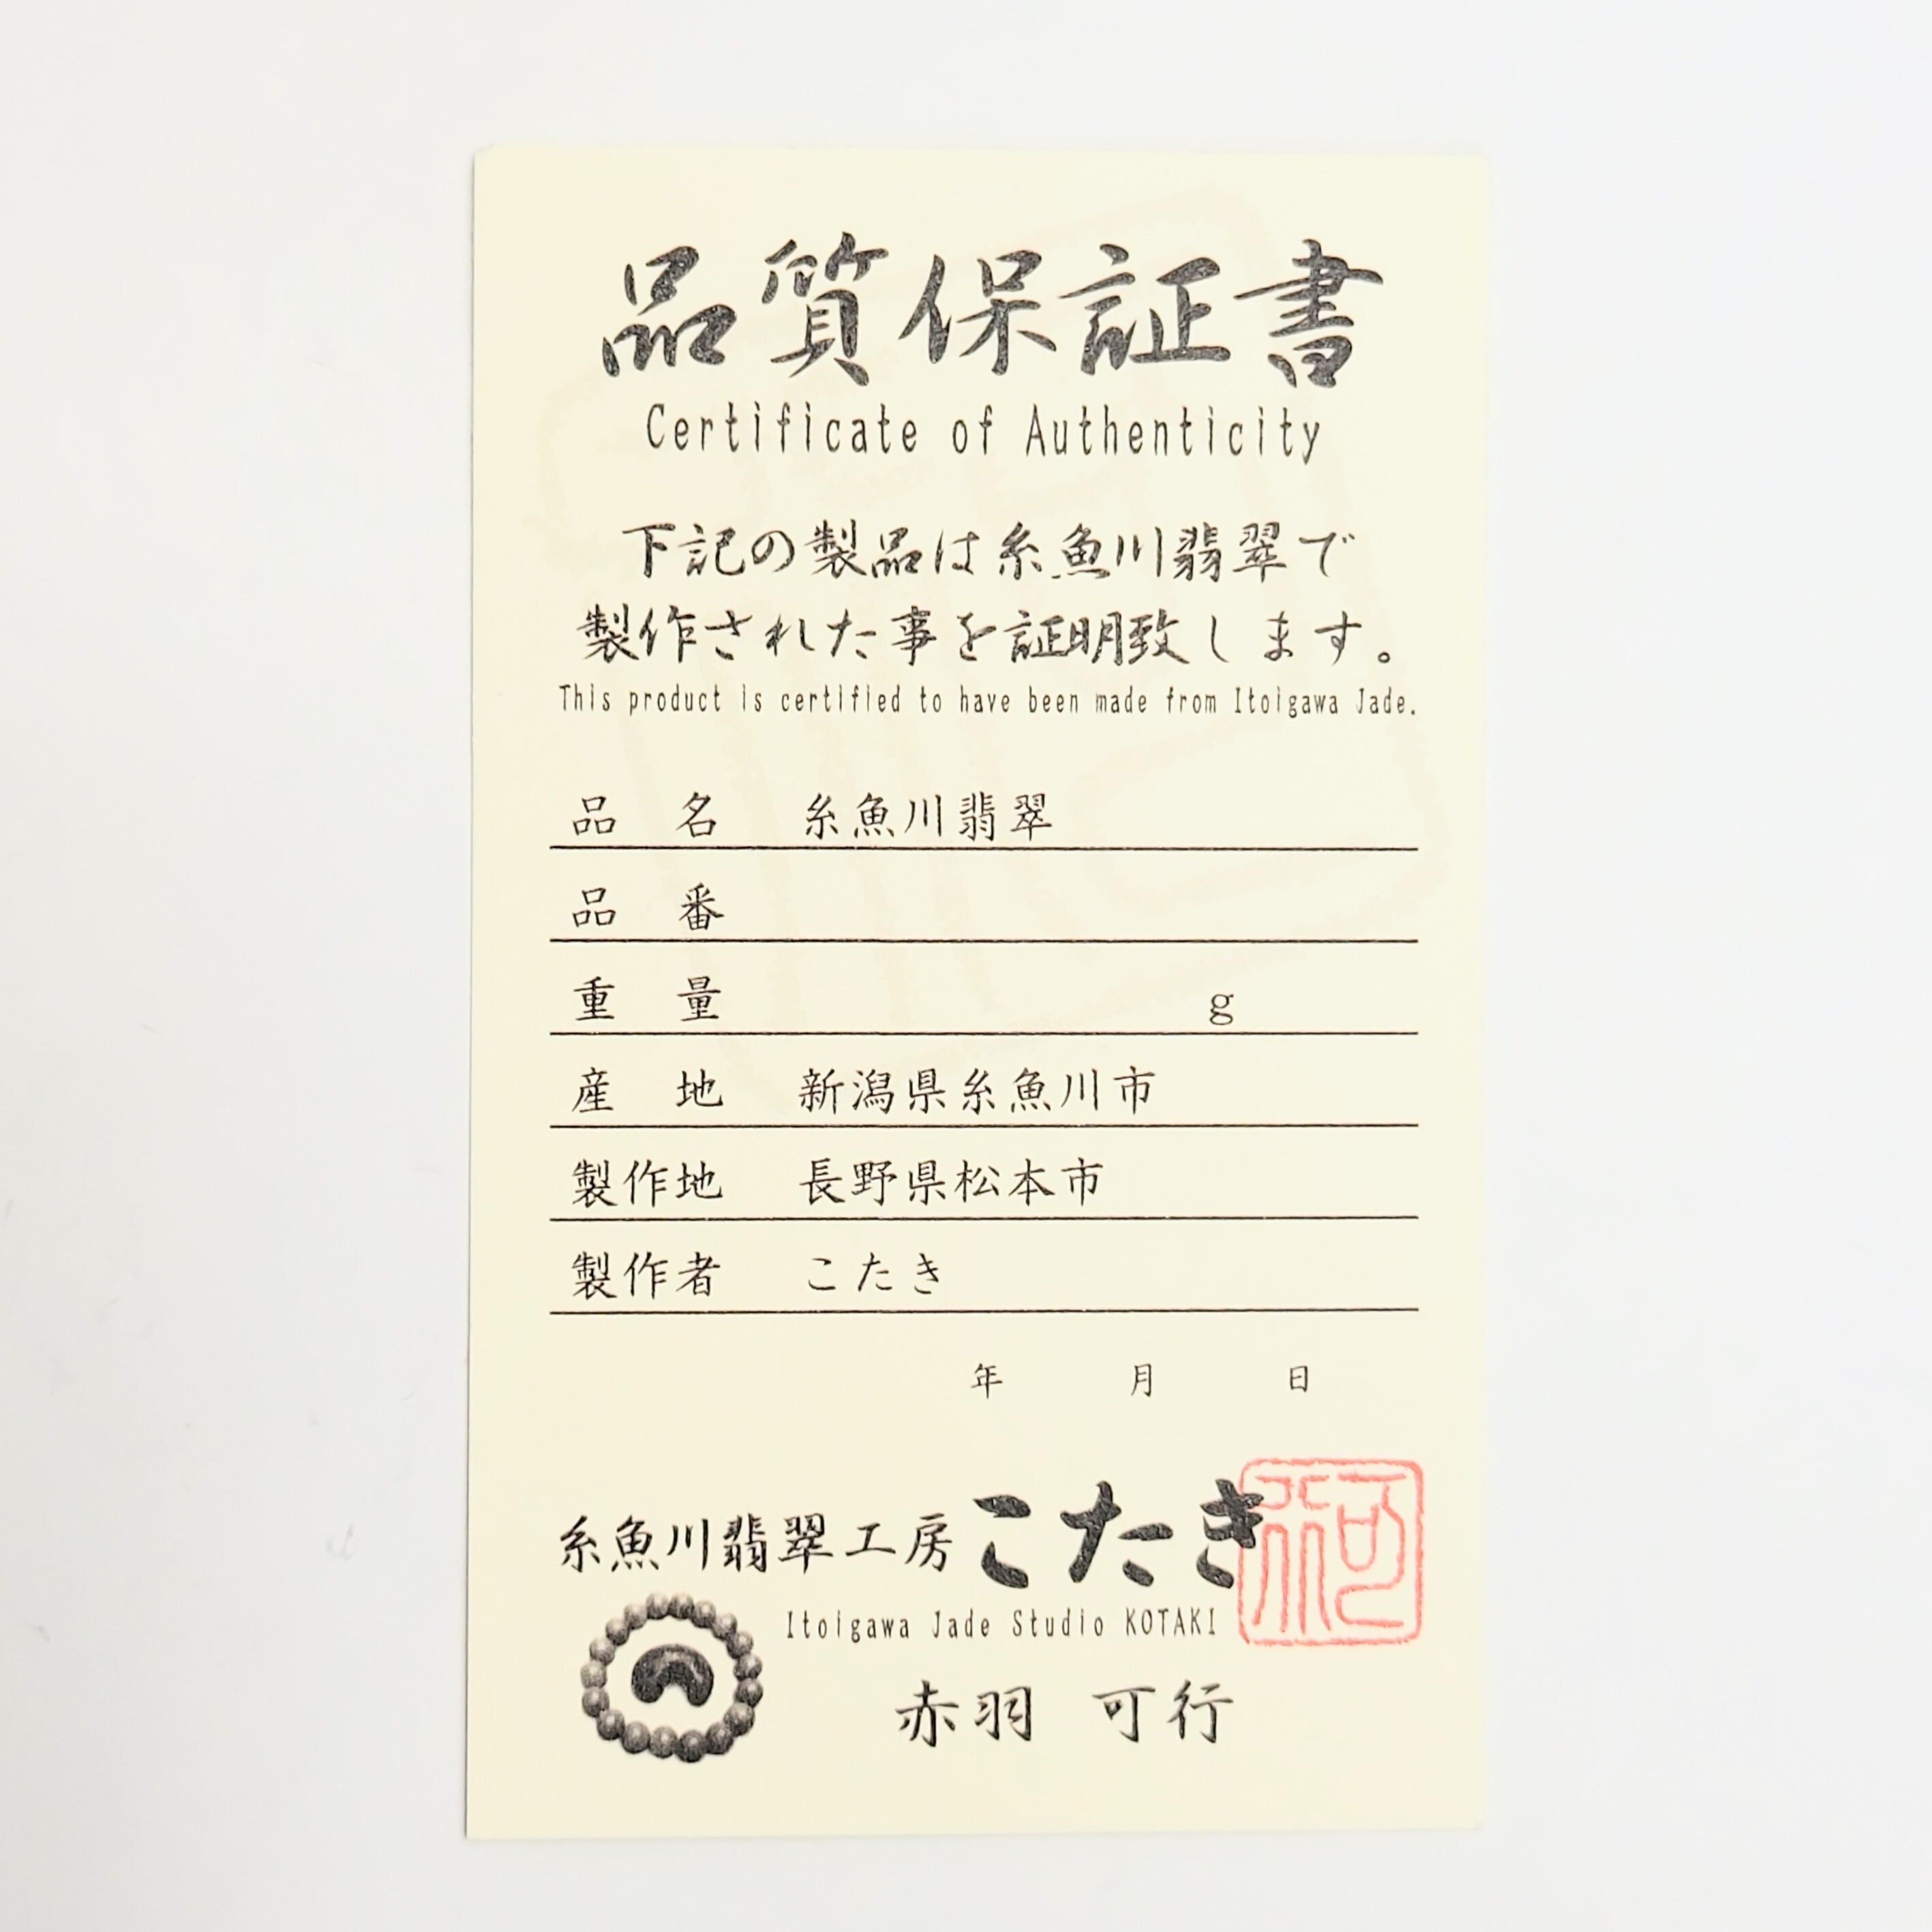 品質保証書
Certificate of Authenticity
下記の製品は糸魚川翡翠で
製作された事を証明致します。
This product is certified to have been made from Itoigawa Jade.
品 名 糸魚川翡翠
品 番
重 量 g
産 地 新潟県糸魚川市
製作地 長野県松本市
製作者 こたき
年 月 日
糸魚川翡翠工房 こたき
Itoigawa Jade Studio KOTAKI
赤羽 可行